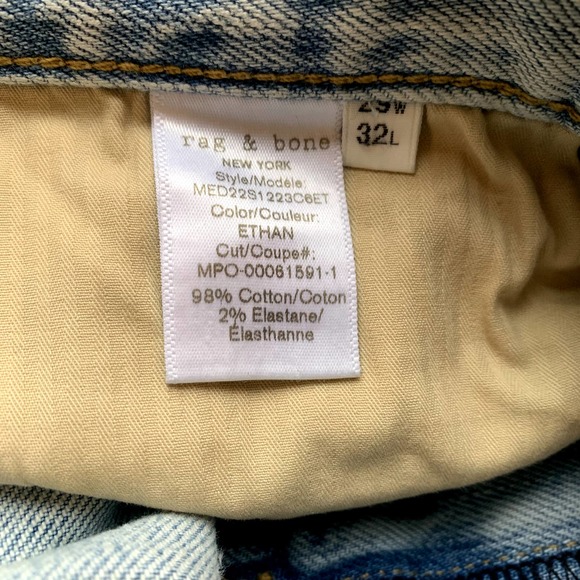 rag & bone
NEW YORK
Style/Modèle:
MED22S1223C6ET
Color/Couleur:
ETHAN
Cut/Coupe#:
MPO-00061591-1
98% Cotton/Coton
2% Elastane/
Élasthanne
29W
32L